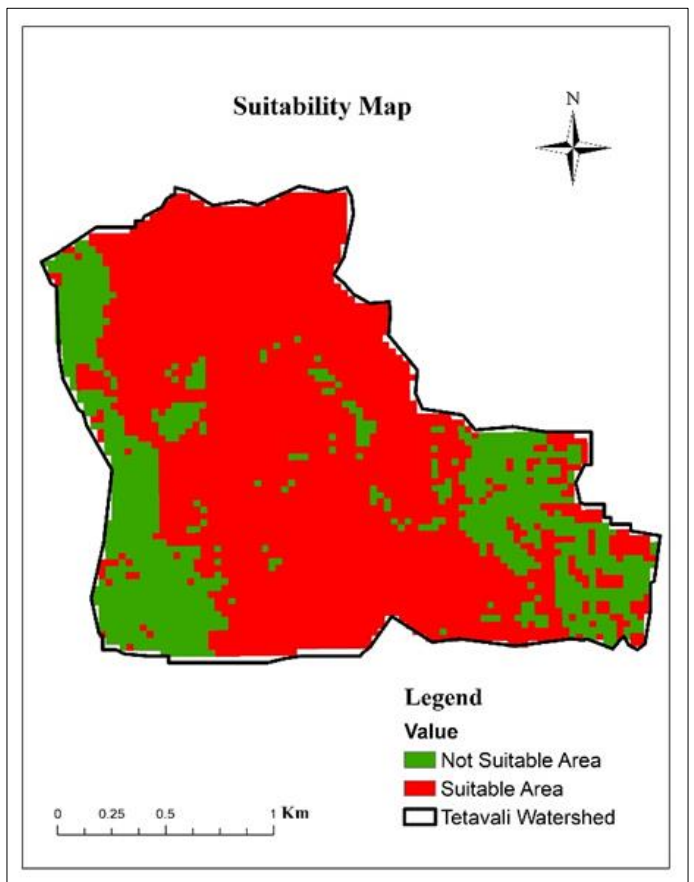 Suitability Map
N
Legend
Value
Not Suitable Area
Suitable Area
Tetavali Watershed
0 0.25 0.5 1 Km